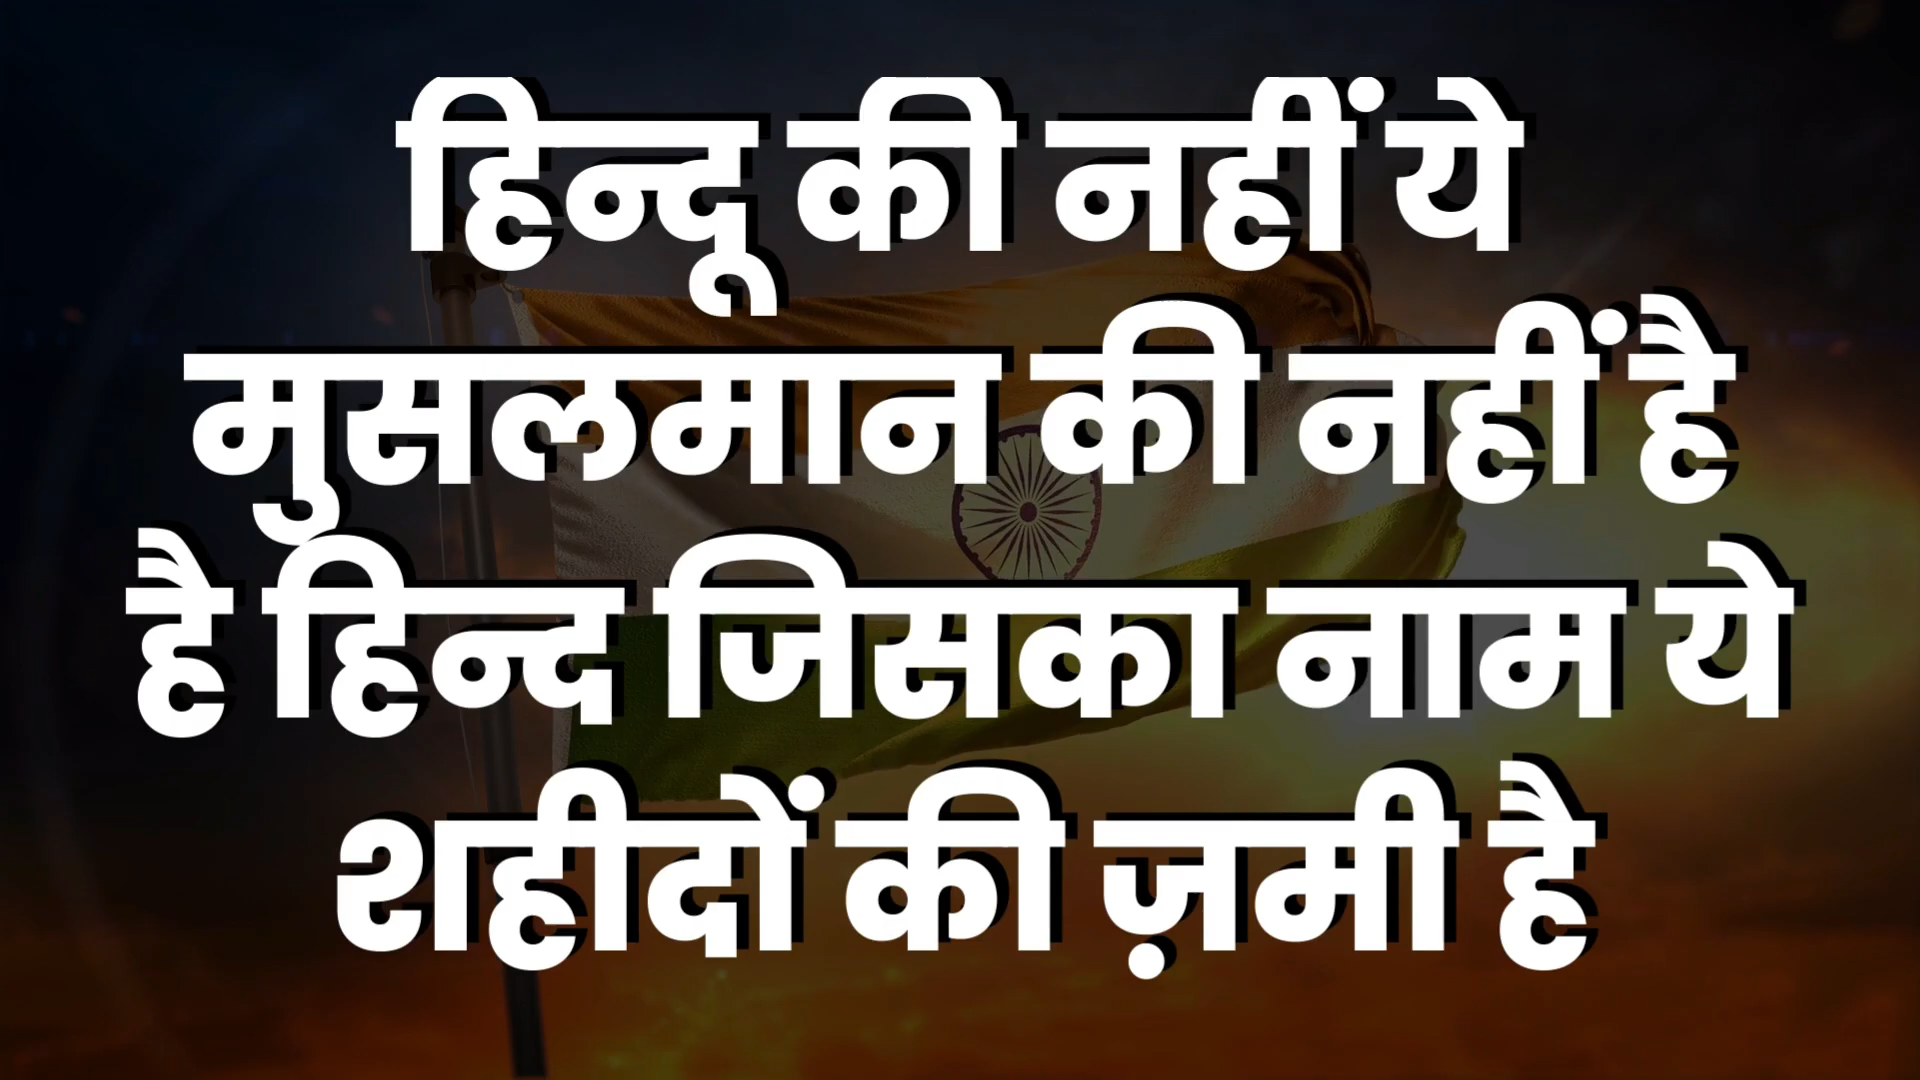 हिन्दू की नहीं ये
मुसलमान की नहीं है
है हिन्द जिसका नाम ये
शहीदों की ज़मी है